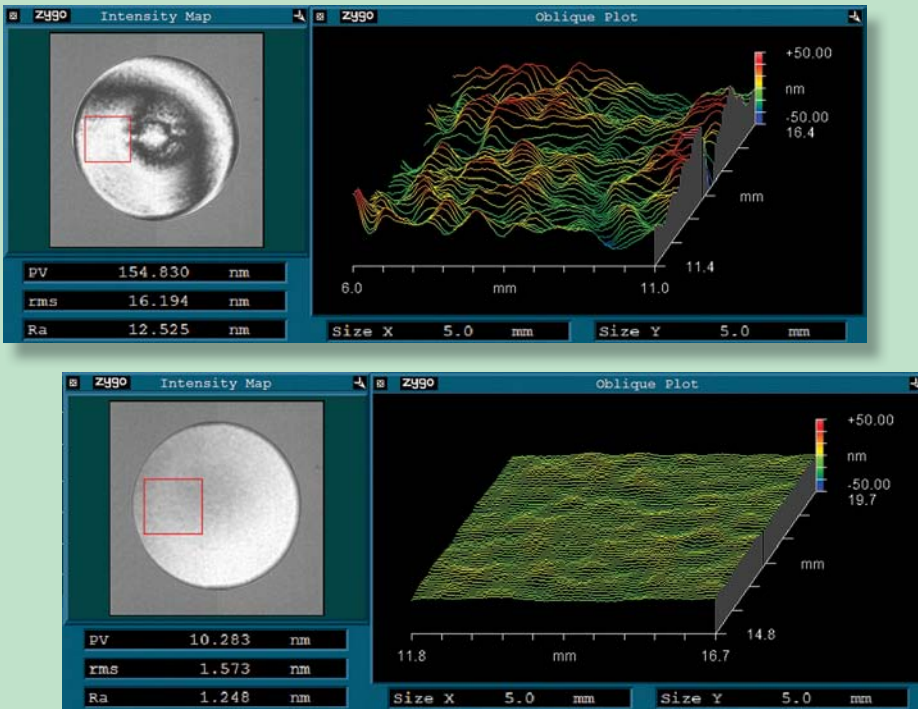 zygo Intensity Map
zygo Oblique Plot
+50.00
nm
-50.00
16.4
mm
11.4
6.0 mm 11.0
PV 154.830 nm
rms 16.194 nm
Ra 12.525 nm
Size X 5.0 mm
Size Y 5.0 mm
zygo Intensity Map
zygo Oblique Plot
+50.00
nm
-50.00
19.7
mm
14.8
11.8 mm 16.7
PV 10.283 nm
rms 1.573 nm
Ra 1.248 nm
Size X 5.0 mm
Size Y 5.0 mm